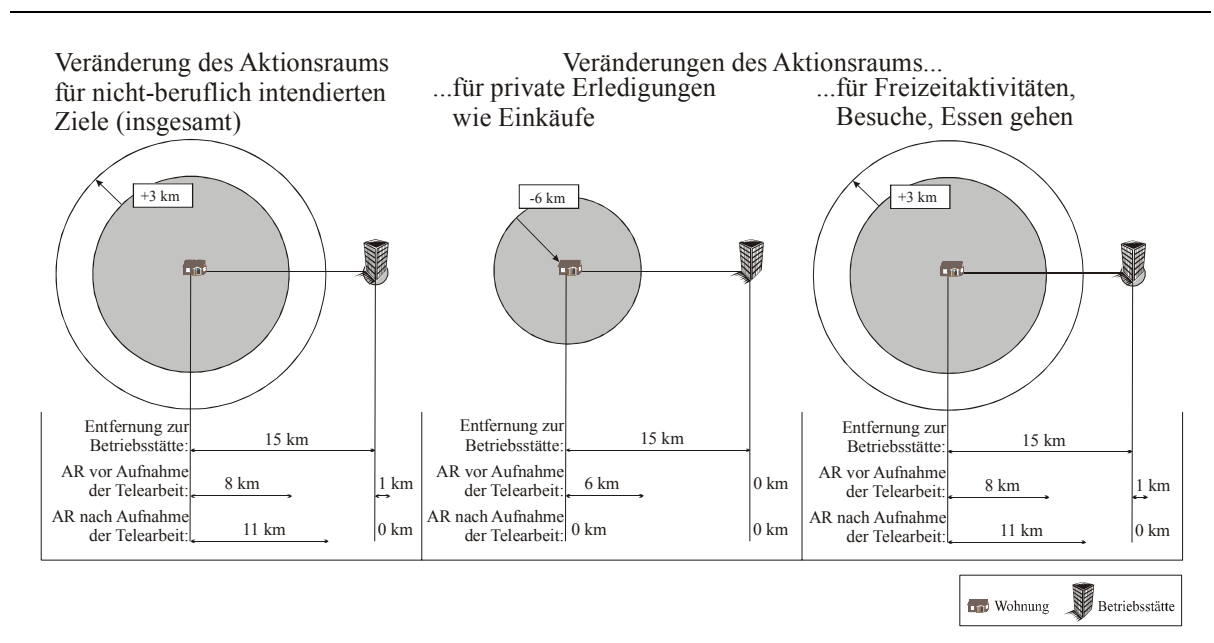 Veränderung des Aktionsraums
für nicht-beruflich intendierten
Ziele (insgesamt)
Veränderungen des Aktionsraums...
...für private Erledigungen
wie Einkäufe
...für Freizeitaktivitäten,
Besuche, Essen gehen
+3 km
-6 km
+3 km
Entfernung zur
Betriebsstätte:
15 km
AR vor Aufnahme
der Telearbeit:
8 km
1 km
AR nach Aufnahme
der Telearbeit:
11 km
0 km
Entfernung zur
Betriebsstätte:
15 km
AR vor Aufnahme
der Telearbeit:
6 km
0 km
AR nach Aufnahme
der Telearbeit:
0 km
0 km
Entfernung zur
Betriebsstätte:
15 km
AR vor Aufnahme
der Telearbeit:
8 km
1 km
AR nach Aufnahme
der Telearbeit:
11 km
0 km
Wohnung
Betriebsstätte